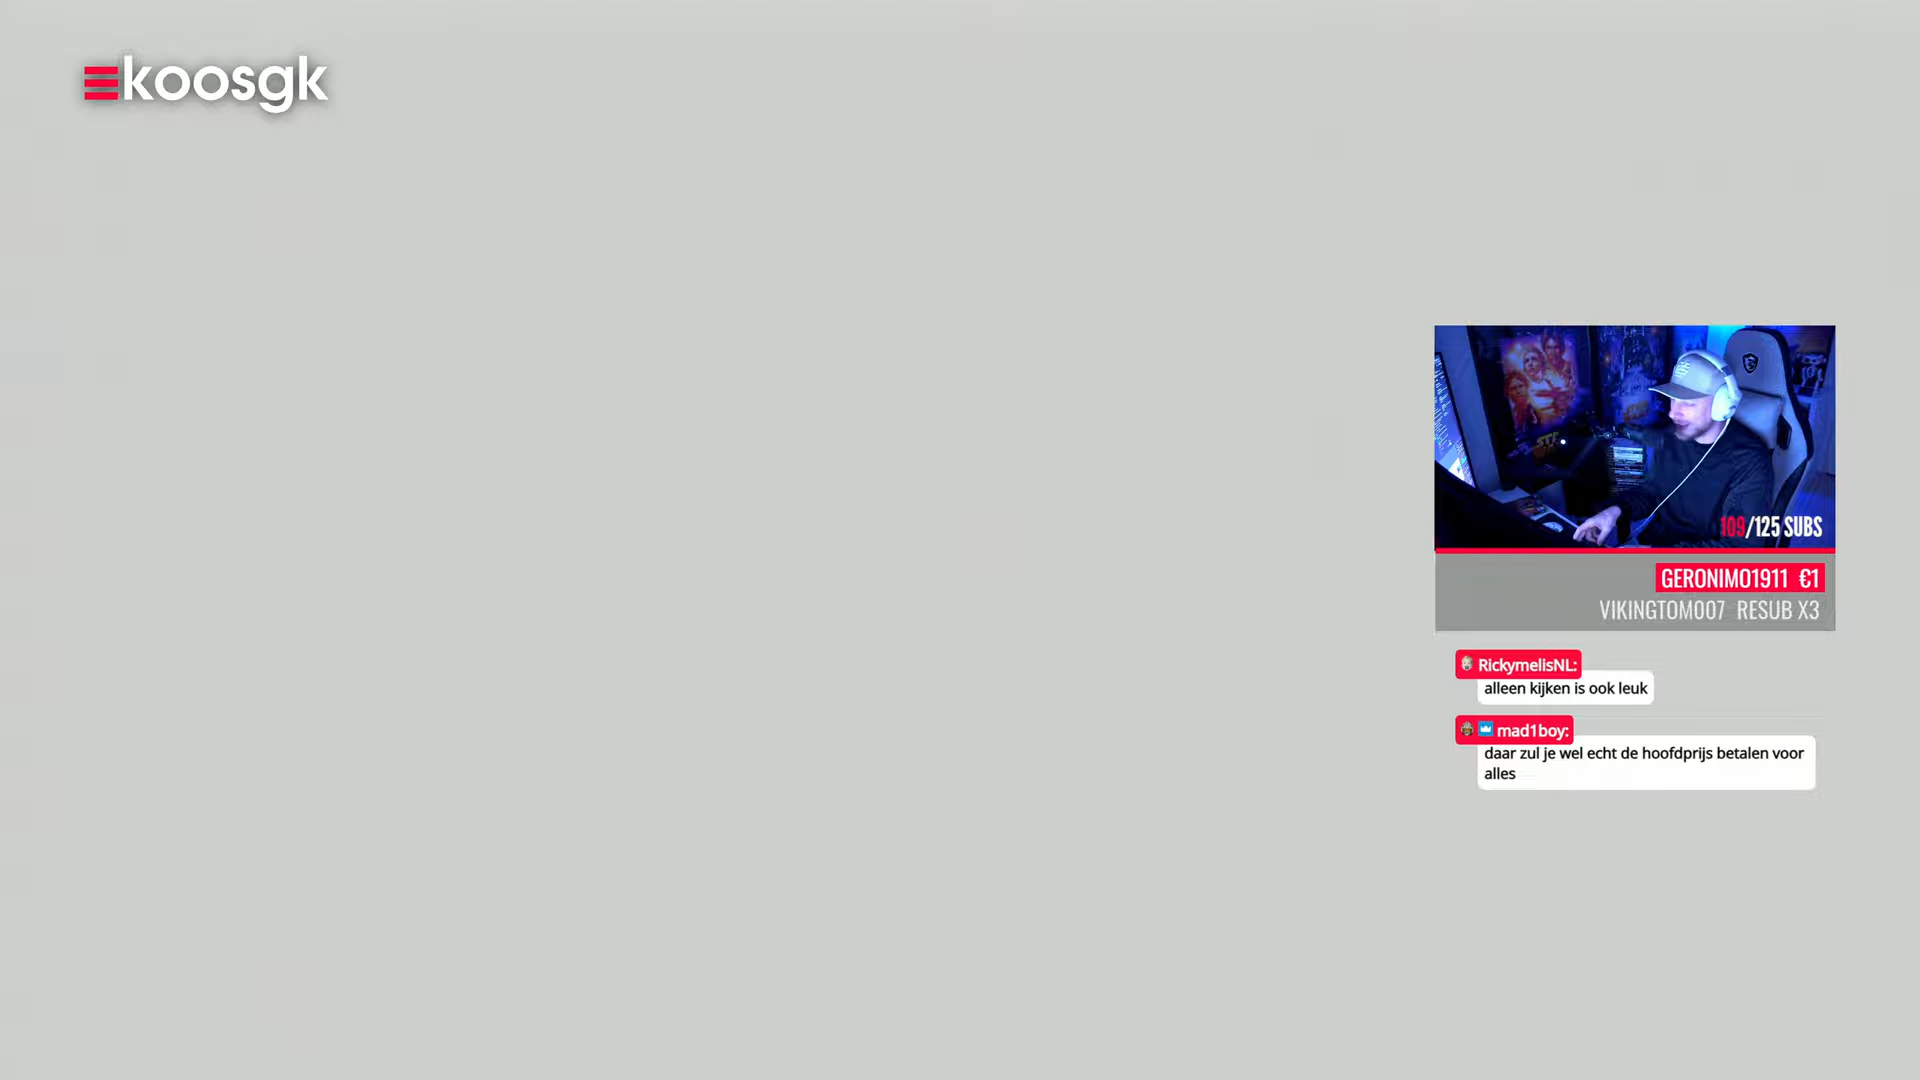 koosgk
109/125 SUBS
GERONIMO1911 €1
VIKINGTOM007 RESUB X3
RickymelisNL:
alleen kijken is ook leuk
mad1boy:
daar zul je wel echt de hoofdprijs betalen voor
alles